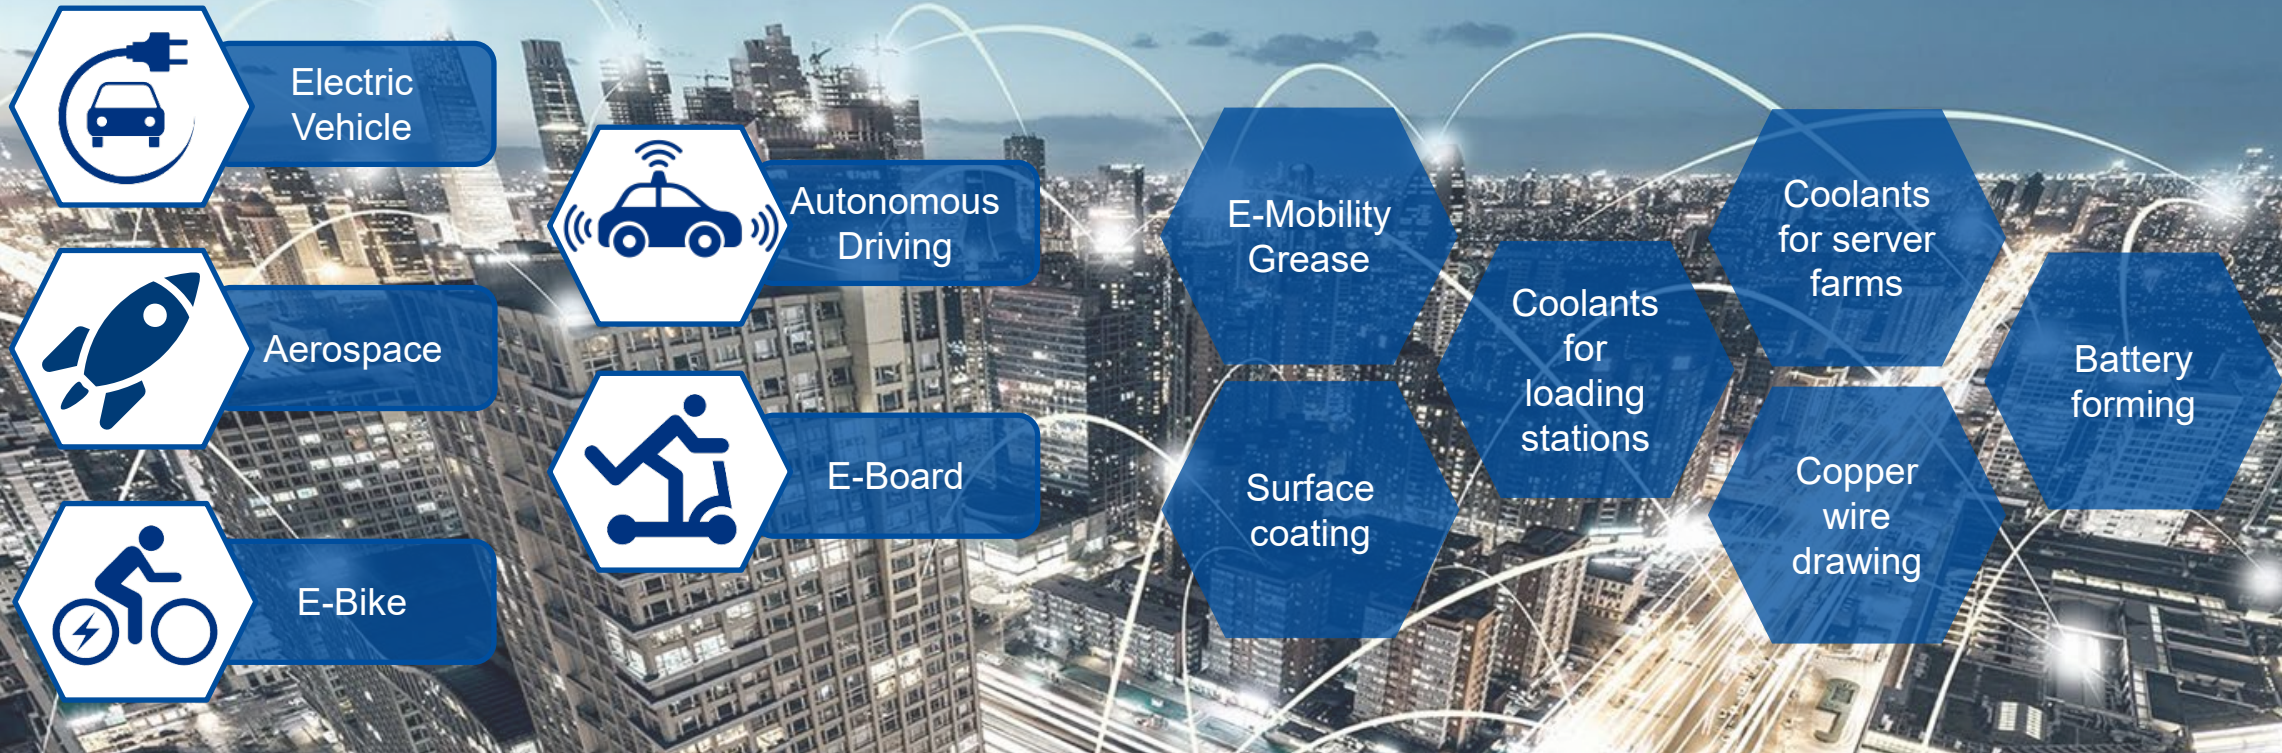 Electric
Vehicle
Autonomous
Driving
Aerospace
E-Board
E-Bike
E-Mobility
Grease
Surface
coating
Coolants
for
loading
stations
Coolants
for server
farms
Copper
wire
drawing
Battery
forming